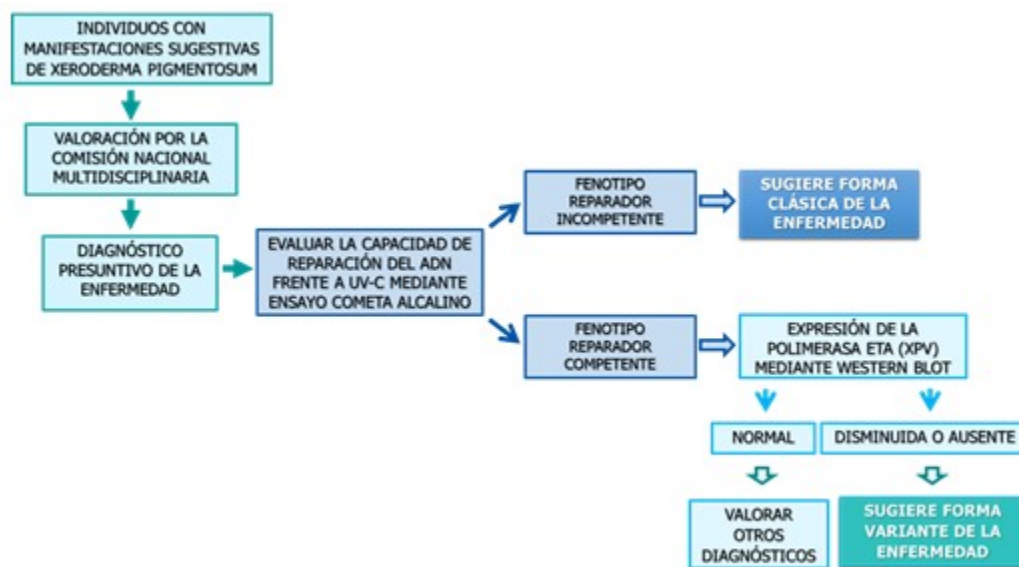 INDIVIDUOS CON
MANIFESTACIONES SUGESTIVAS
DE XERODERMA PIGMENTOSUM
VALORACIÓN POR LA
COMISIÓN NACIONAL
MULTIDISCIPLINARIA
DIAGNÓSTICO
PRESUNTIVO DE LA
ENFERMEDAD
EVALUAR LA CAPACIDAD DE
REPARACIÓN DEL ADN
FRENTE A UV-C MEDIANTE
ENSAYO COMETA ALCALINO
FENOTIPO
REPARADOR
INCOMPETENTE
SUGIERE FORMA
CLÁSICA DE LA
ENFERMEDAD
FENOTIPO
REPARADOR
COMPETENTE
EXPRESIÓN DE LA
POLIMERASA ETA (XPV)
MEDIANTE WESTERN BLOT
NORMAL
DISMINUIDA O AUSENTE
VALORAR
OTROS
DIAGNÓSTICOS
SUGIERE FORMA
VARIANTE DE LA
ENFERMEDAD